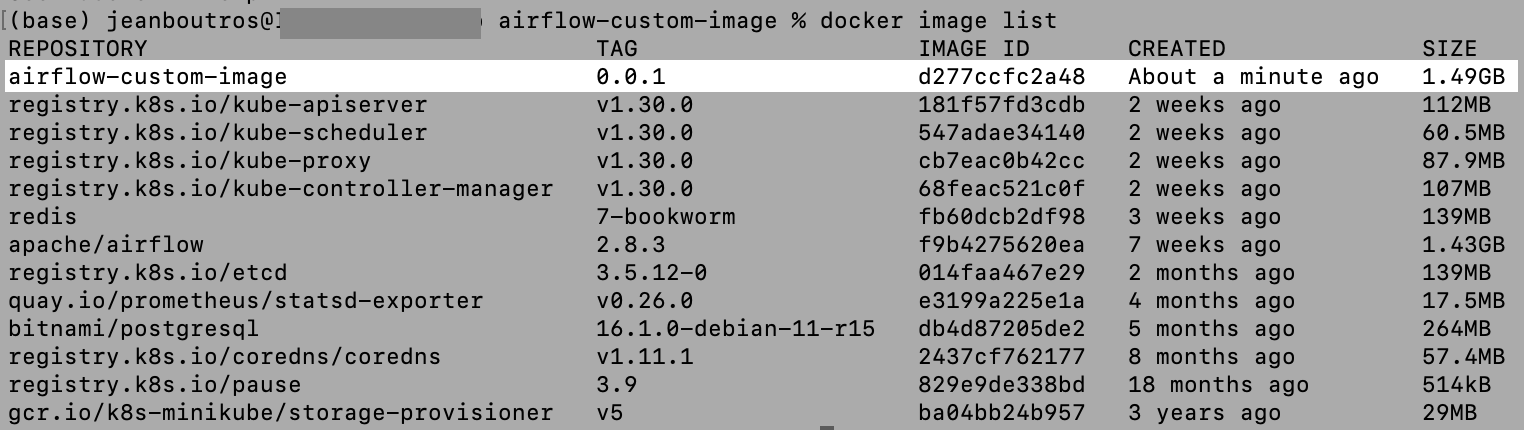 (base) jeanboutros@ airflow-custom-image % docker image list
REPOSITORY TAG IMAGE ID CREATED SIZE
airflow-custom-image 0.0.1 d277ccfc2a48 About a minute ago 1.49GB
registry.k8s.io/kube-apiserver v1.30.0 181f57fd3cdb 2 weeks ago 112MB
registry.k8s.io/kube-scheduler v1.30.0 547adae34140 2 weeks ago 60.5MB
registry.k8s.io/kube-proxy v1.30.0 cb7eac0b42cc 2 weeks ago 87.9MB
registry.k8s.io/kube-controller-manager v1.30.0 68feac521c0f 2 weeks ago 107MB
redis 7-bookworm fb60dcb2df98 3 weeks ago 139MB
apache/airflow 2.8.3 f9b4275620ea 7 weeks ago 1.43GB
registry.k8s.io/etcd 3.5.12-0 014faa467e29 2 months ago 139MB
quay.io/prometheus/statsd-exporter v0.26.0 e3199a225e1a 4 months ago 17.5MB
bitnami/postgresql 16.1.0-debian-11-r15 db4d87205de2 5 months ago 264MB
registry.k8s.io/coredns/coredns v1.11.1 2437cf762177 8 months ago 57.4MB
registry.k8s.io/pause 3.9 829e9de338bd 18 months ago 514kB
gcr.io/k8s-minikube/storage-provisioner v5 ba04bb24b957 3 years ago 29MB